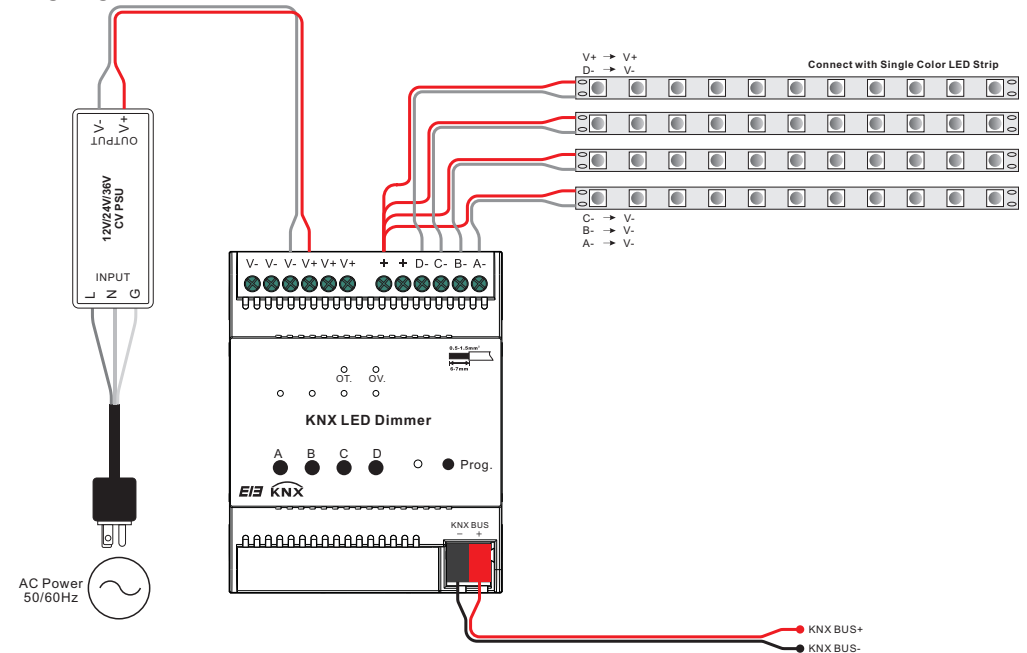 V+ → V+
D- → V-
Connect with Single Color LED Strip
V-
V+
OUTPUT
12V/24V/36V
CV PSU
INPUT
L N G
C- → V-
B- → V-
A- → V-
V- V- V- V+ V+ V+ + + D- C- B- A-
0.5-1.5mm²
6-7mm
OT. OV.
KNX LED Dimmer
A B C D
Prog.
EIB KNX
KNX BUS
− +
AC Power
50/60Hz
KNX BUS+
KNX BUS-